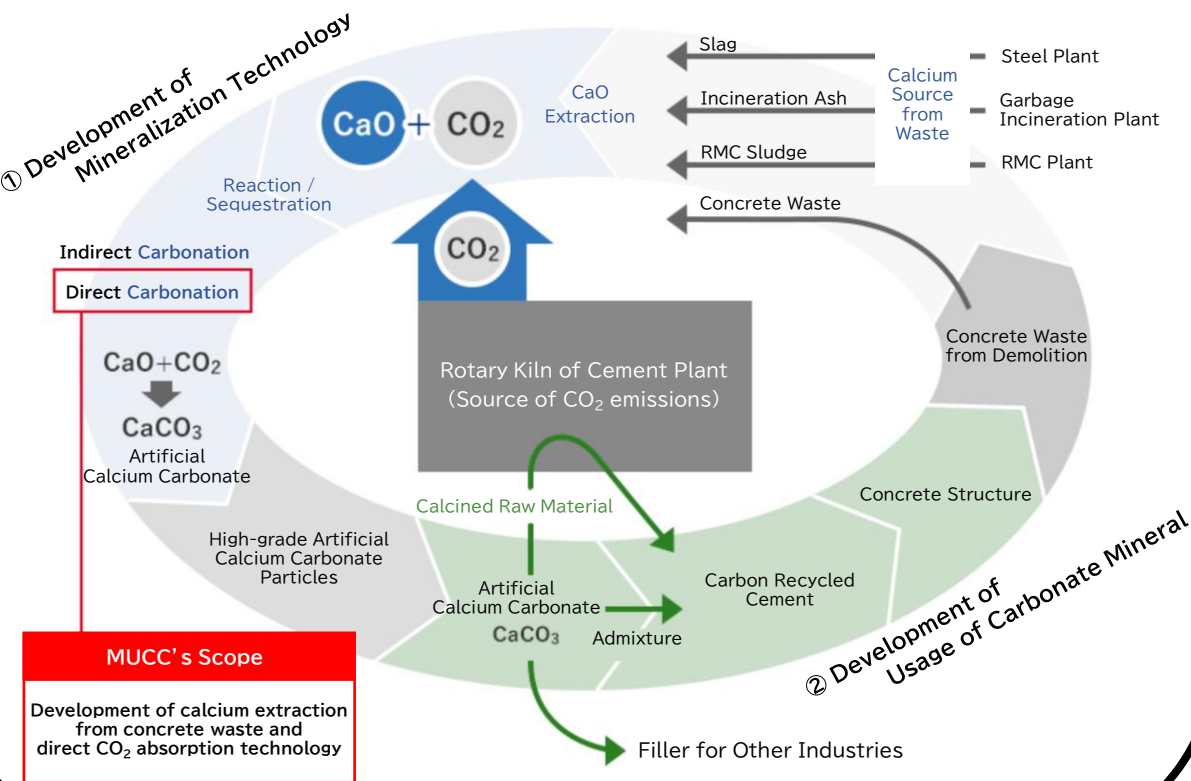 ① Development of
Mineralization Technology
CaO + CO₂
CaO
Extraction
Slag
Incineration Ash
RMC Sludge
Concrete Waste
Calcium
Source
from
Waste
Steel Plant
Garbage
Incineration Plant
RMC Plant
Reaction /
Sequestration
CO₂
Indirect Carbonation
Direct Carbonation
CaO+CO₂
CaCO₃
Artificial
Calcium Carbonate
Rotary Kiln of Cement Plant
(Source of CO₂ emissions)
Concrete Waste
from Demolition
Concrete Structure
Calcined Raw Material
High-grade Artificial
Calcium Carbonate
Particles
Artificial
Calcium Carbonate
CaCO₃
Admixture
Carbon Recycled
Cement
② Development of
Usage of Carbonate Mineral
MUCC's Scope
Development of calcium extraction
from concrete waste and
direct CO₂ absorption technology
Filler for Other Industries